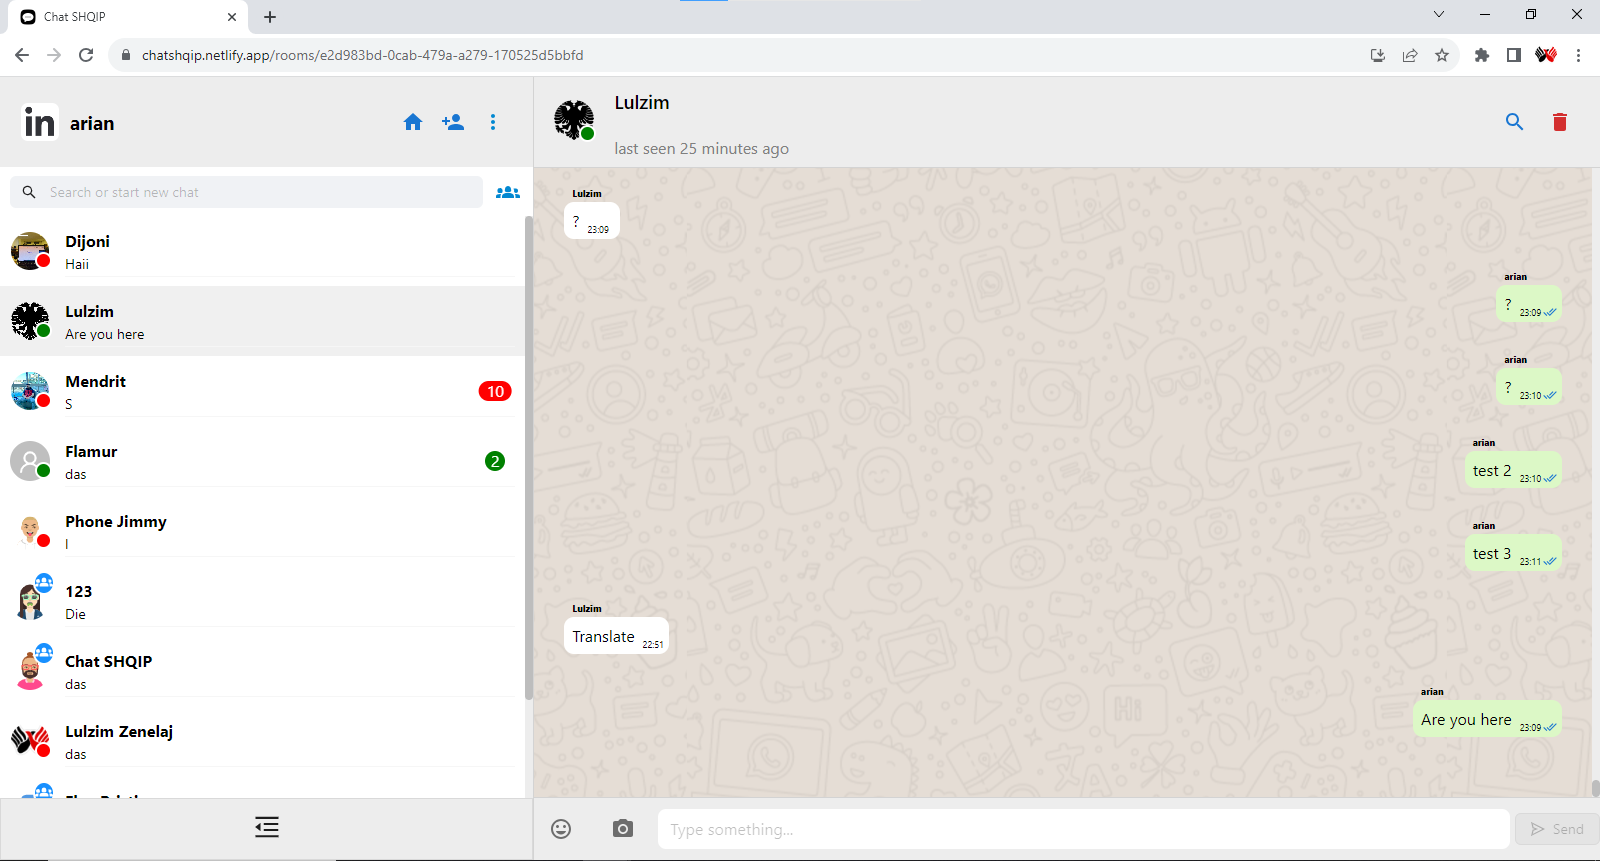 Chat SHQIP
chatshqip.netlify.app/rooms/e2d983bd-0cab-479a-a279-170525d5bbfd
in arian
Search or start new chat
Dijoni
Haii
Lulzim
Are you here
Mendrit
S
10
Flamur
das
2
Phone Jimmy
I
123
Die
Chat SHQIP
das
Lulzim Zenelaj
das
Lulzim
last seen 25 minutes ago
Lulzim
? 23:09
arian
? 23:09
arian
? 23:10
arian
test 2 23:10
arian
test 3 23:11
Lulzim
Translate 22:51
arian
Are you here 23:09
Hi
Type something...
Send